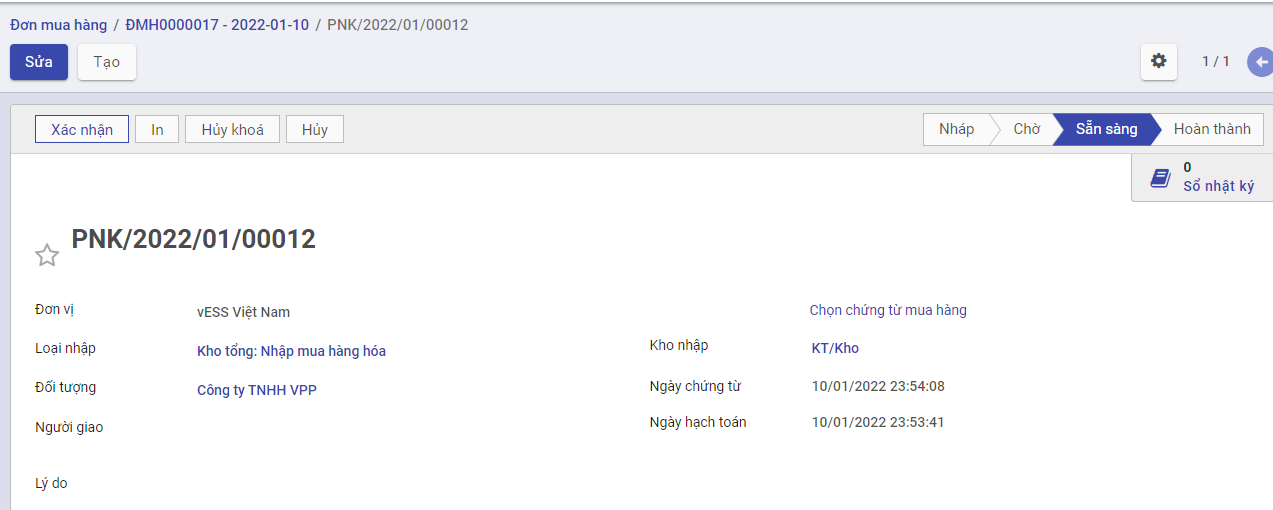 Đơn mua hàng / ĐMH0000017 - 2022-01-10 / PNK/2022/01/00012
Sửa Tạo 1 / 1
Xác nhận In Hủy khoá Hủy Nháp Chờ Sẵn sàng Hoàn thành
0
Sổ nhật ký
PNK/2022/01/00012
Đơn vị vESS Việt Nam Chọn chứng từ mua hàng
Loại nhập Kho tổng: Nhập mua hàng hóa Kho nhập KT/Kho
Đối tượng Công ty TNHH VPP Ngày chứng từ 10/01/2022 23:54:08
Người giao Ngày hạch toán 10/01/2022 23:53:41
Lý do